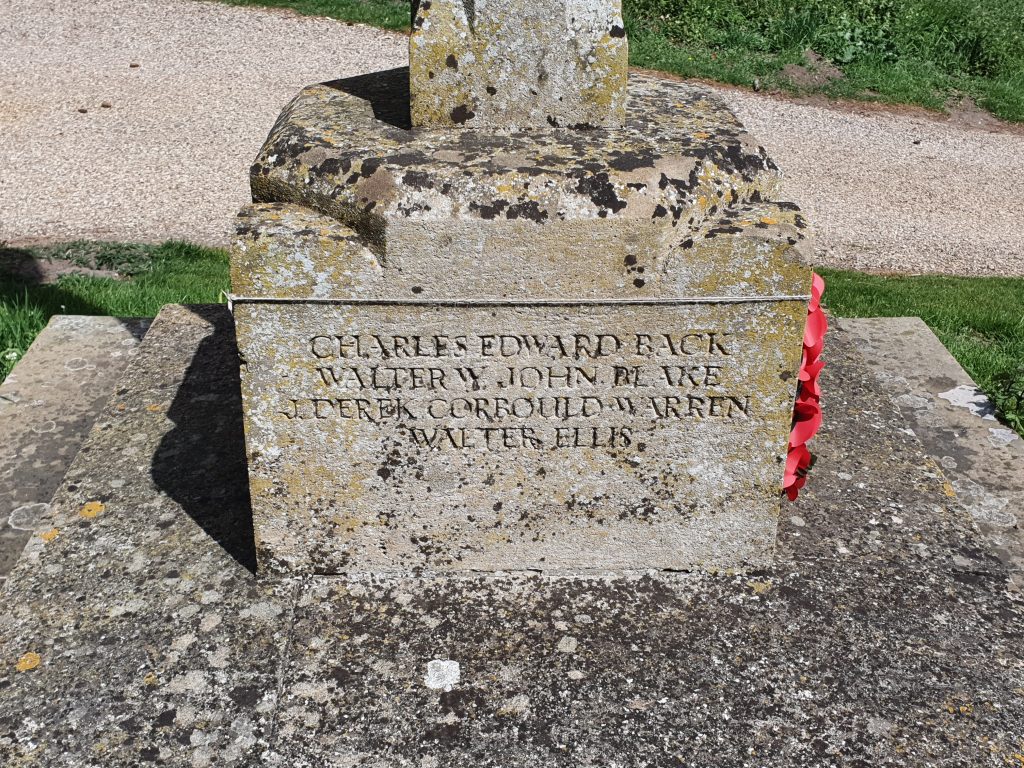 CHARLES EDWARD BACK
WALTER W. JOHN BLAKE
J.DEREK CORBOULD-WARREN
WALTER ELLIS